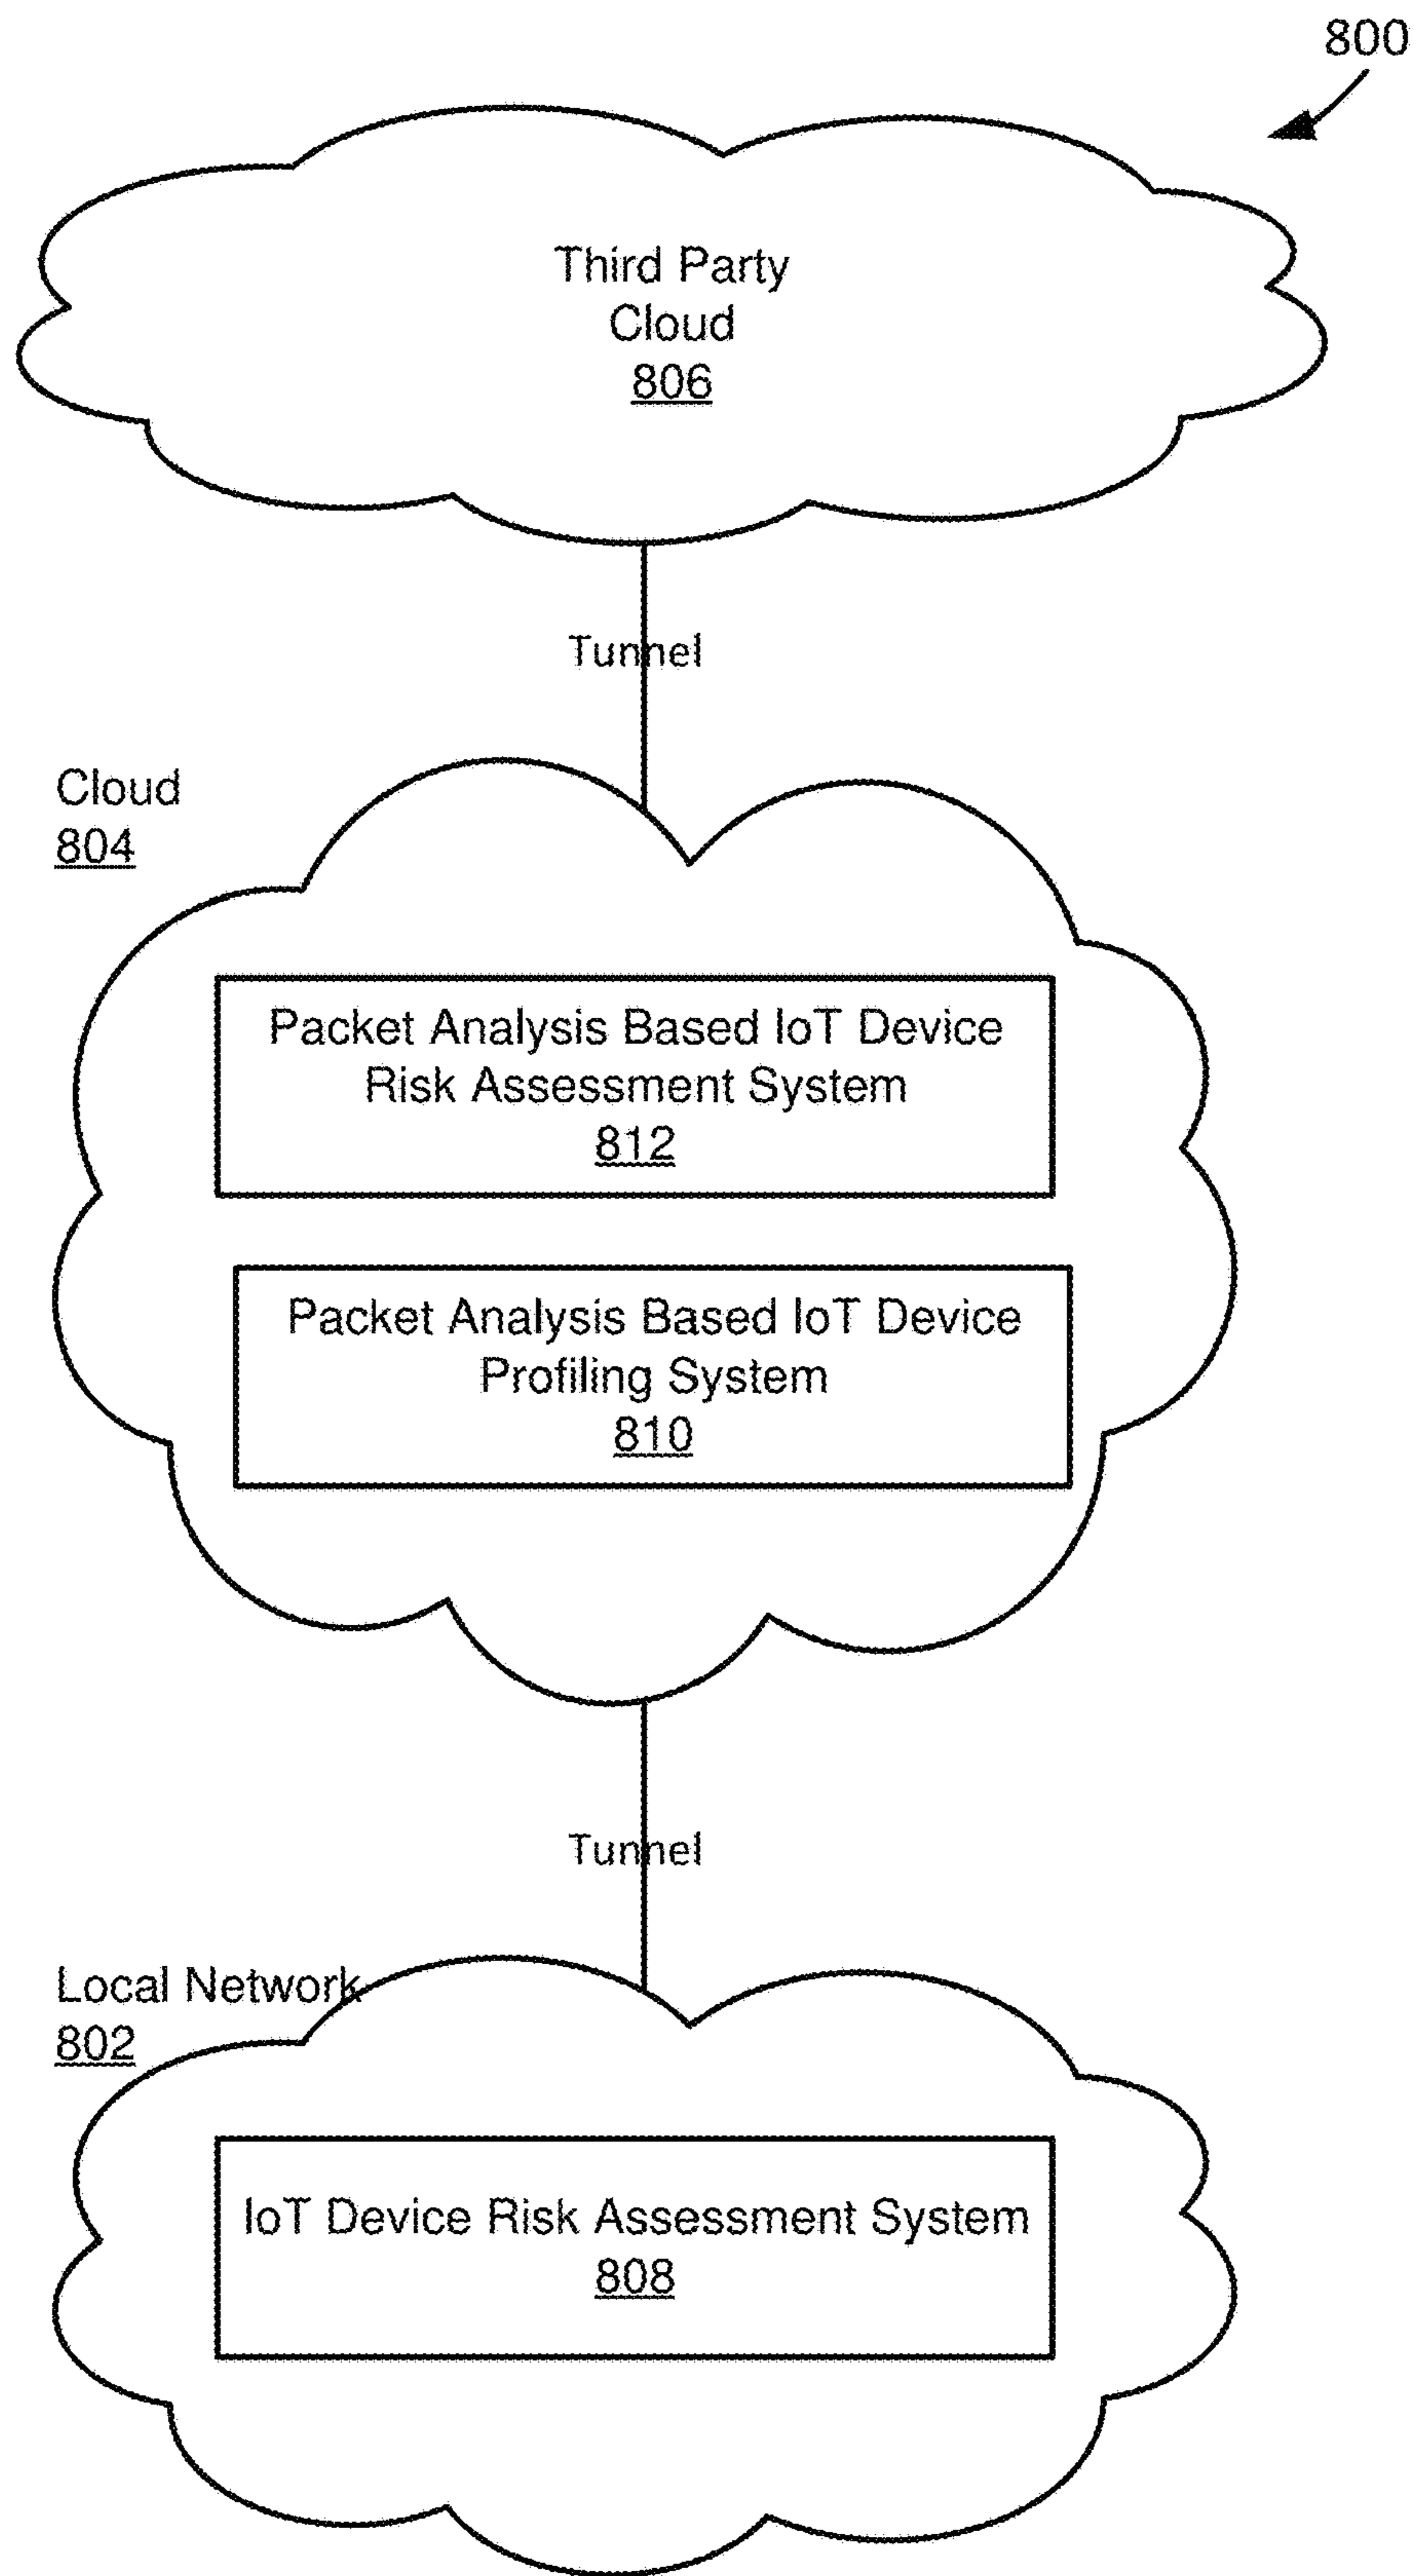 800
Third Party
Cloud
806
Tunnel
Cloud
804
Packet Analysis Based IoT Device
Risk Assessment System
812
Packet Analysis Based IoT Device
Profiling System
810
Tunnel
Local Network
802
IoT Device Risk Assessment System
808